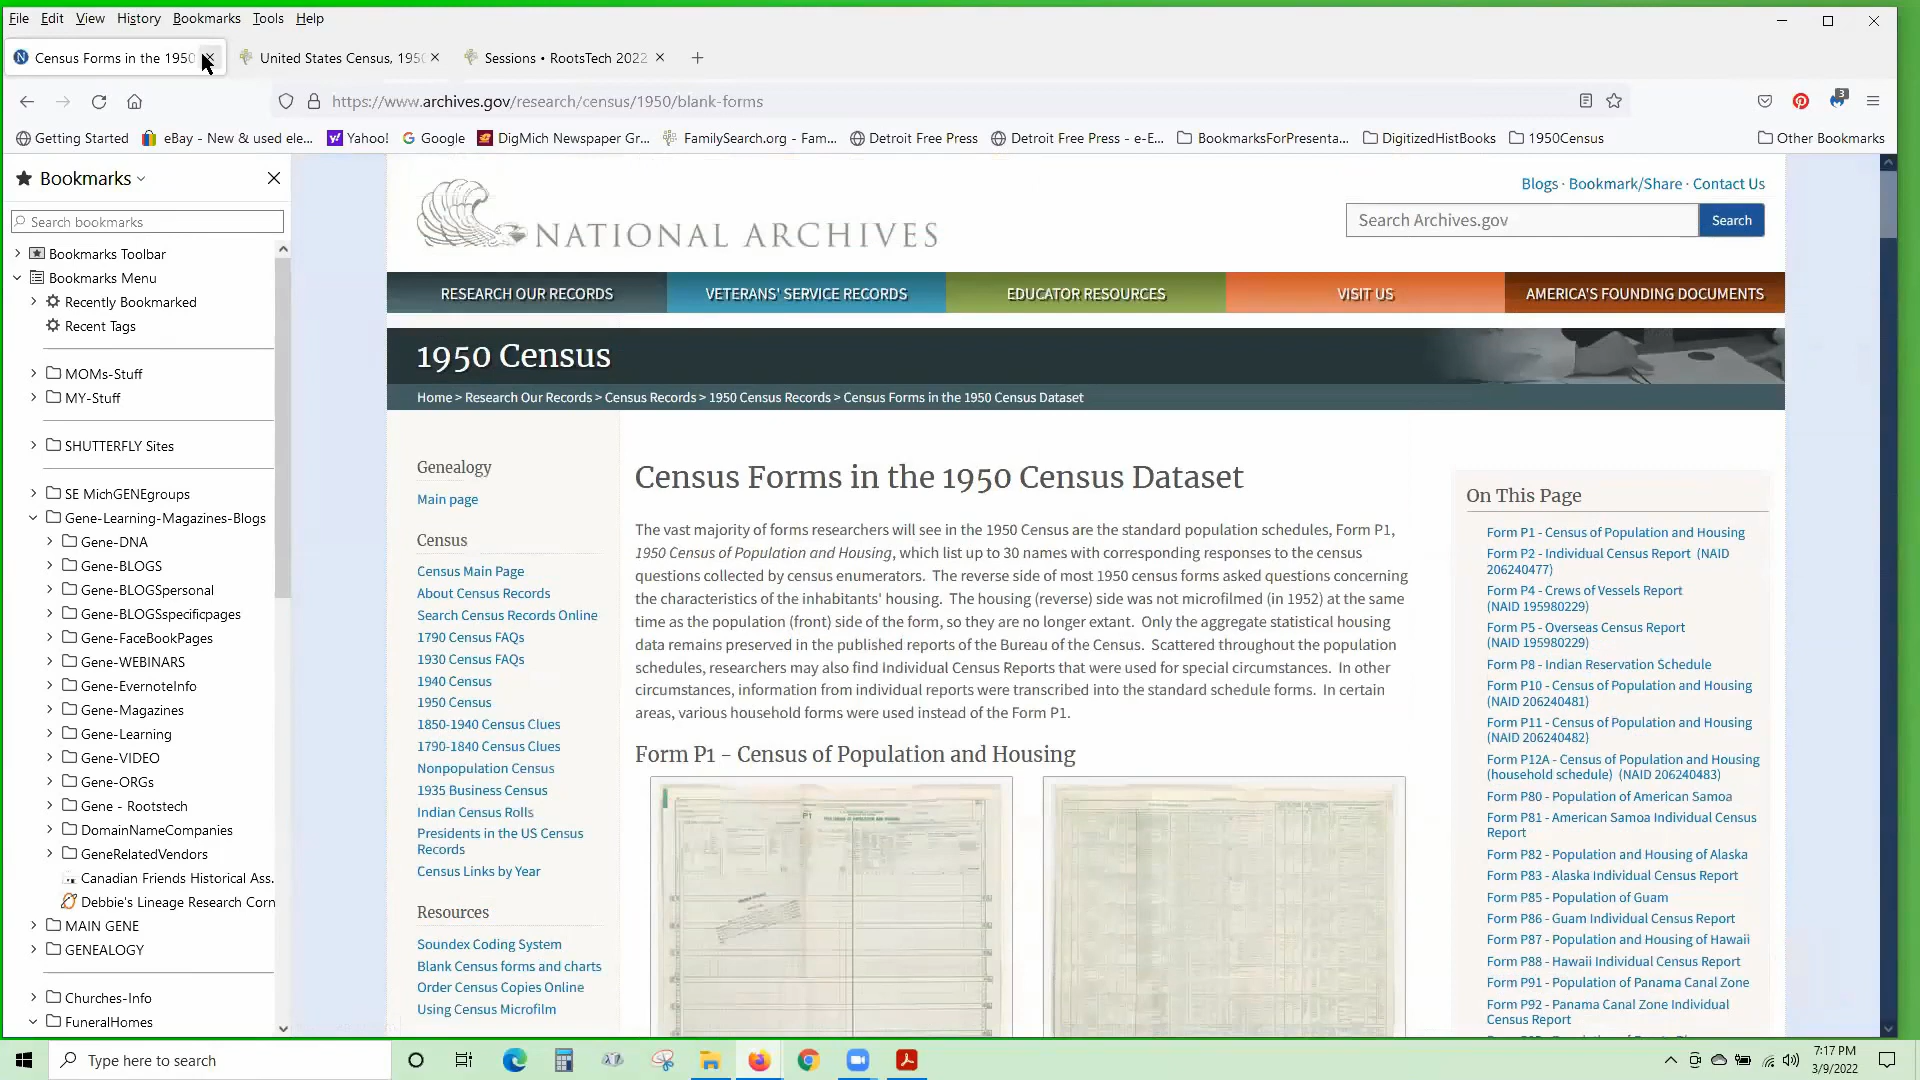 File Edit View History Bookmarks Tools Help
Census Forms in the 1950
United States Census, 1950
Sessions • RootsTech 2022
https://www.archives.gov/research/census/1950/blank-forms
3
Getting Started
eBay - New & used ele...
Yahoo!
Google
DigMich Newspaper Gr...
FamilySearch.org - Fam...
Detroit Free Press
Detroit Free Press - e-E...
BookmarksForPresenta...
DigitizedHistBooks
1950Census
Other Bookmarks
Bookmarks
Search bookmarks
Bookmarks Toolbar
Bookmarks Menu
Recently Bookmarked
Recent Tags
MOMs-Stuff
MY-Stuff
SHUTTERFLY Sites
SE MichGENEgroups
Gene-Learning-Magazines-Blogs
Gene-DNA
Gene-BLOGS
Gene-BLOGSpersonal
Gene-BLOGSspecificpages
Gene-FaceBookPages
Gene-WEBINARS
Gene-EvernoteInfo
Gene-Magazines
Gene-Learning
Gene-VIDEO
Gene-ORGs
Gene - Rootstech
DomainNameCompanies
GeneRelatedVendors
Canadian Friends Historical Ass.
Debbie's Lineage Research Corn
MAIN GENE
GENEALOGY
Churches-Info
FuneralHomes
Blogs · Bookmark/Share · Contact Us
NATIONAL ARCHIVES
Search Archives.gov
Search
RESEARCH OUR RECORDS
VETERANS' SERVICE RECORDS
EDUCATOR RESOURCES
VISIT US
AMERICA'S FOUNDING DOCUMENTS
1950 Census
Home > Research Our Records > Census Records > 1950 Census Records > Census Forms in the 1950 Census Dataset
Genealogy
Main page
Census
Census Main Page
About Census Records
Search Census Records Online
1790 Census FAQs
1930 Census FAQs
1940 Census
1950 Census
1850-1940 Census Clues
1790-1840 Census Clues
Nonpopulation Census
1935 Business Census
Indian Census Rolls
Presidents in the US Census
Records
Census Links by Year
Resources
Soundex Coding System
Blank Census forms and charts
Order Census Copies Online
Using Census Microfilm
Census Forms in the 1950 Census Dataset
The vast majority of forms researchers will see in the 1950 Census are the standard population schedules, Form P1,
1950 Census of Population and Housing, which list up to 30 names with corresponding responses to the census
questions collected by census enumerators. The reverse side of most 1950 census forms asked questions concerning
the characteristics of the inhabitants' housing. The housing (reverse) side was not microfilmed (in 1952) at the same
time as the population (front) side of the form, so they are no longer extant. Only the aggregate statistical housing
data remains preserved in the published reports of the Bureau of the Census. Scattered throughout the population
schedules, researchers may also find Individual Census Reports that were used for special circumstances. In other
circumstances, information from individual reports were transcribed into the standard schedule forms. In certain
areas, various household forms were used instead of the Form P1.
Form P1 - Census of Population and Housing
P1
On This Page
Form P1 - Census of Population and Housing
Form P2 - Individual Census Report (NAID
206240477)
Form P4 - Crews of Vessels Report
(NAID 195980229)
Form P5 - Overseas Census Report
(NAID 195980229)
Form P8 - Indian Reservation Schedule
Form P10 - Census of Population and Housing
(NAID 206240481)
Form P11 - Census of Population and Housing
(NAID 206240482)
Form P12A - Census of Population and Housing
(household schedule) (NAID 206240483)
Form P80 - Population of American Samoa
Form P81 - American Samoa Individual Census
Report
Form P82 - Population and Housing of Alaska
Form P83 - Alaska Individual Census Report
Form P85 - Population of Guam
Form P86 - Guam Individual Census Report
Form P87 - Population and Housing of Hawaii
Form P88 - Hawaii Individual Census Report
Form P91 - Population of Panama Canal Zone
Form P92 - Panama Canal Zone Individual
Census Report
Type here to search
7:17 PM
3/9/2022